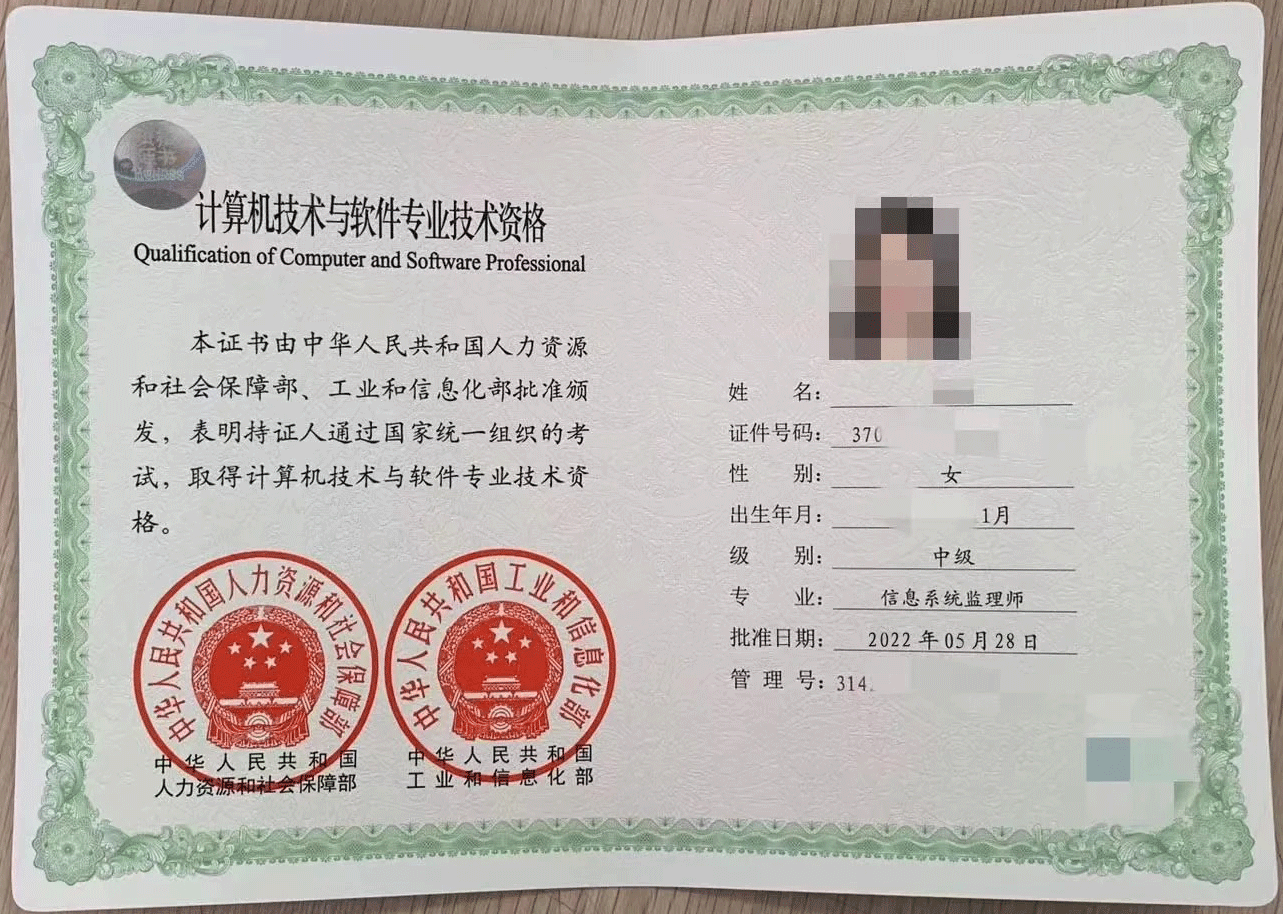 计算机技术与软件专业技术资格
Qualification of Computer and Software Professional
本证书由中华人民共和国人力资源
和社会保障部、工业和信息化部批准颁
发，表明持证人通过国家统一组织的考
试，取得计算机技术与软件专业技术资
格。
中华人民共和国人力资源和社会保障部
中华人民共和国工业和信息化部
中华人民共和国
人力资源和社会保障部
中华人民共和国
工业和信息化部
姓 名：
证件号码：370
性 别：女
出生年月：1月
级 别：中级
专 业：信息系统监理师
批准日期：2022年05月28日
管 理 号：314